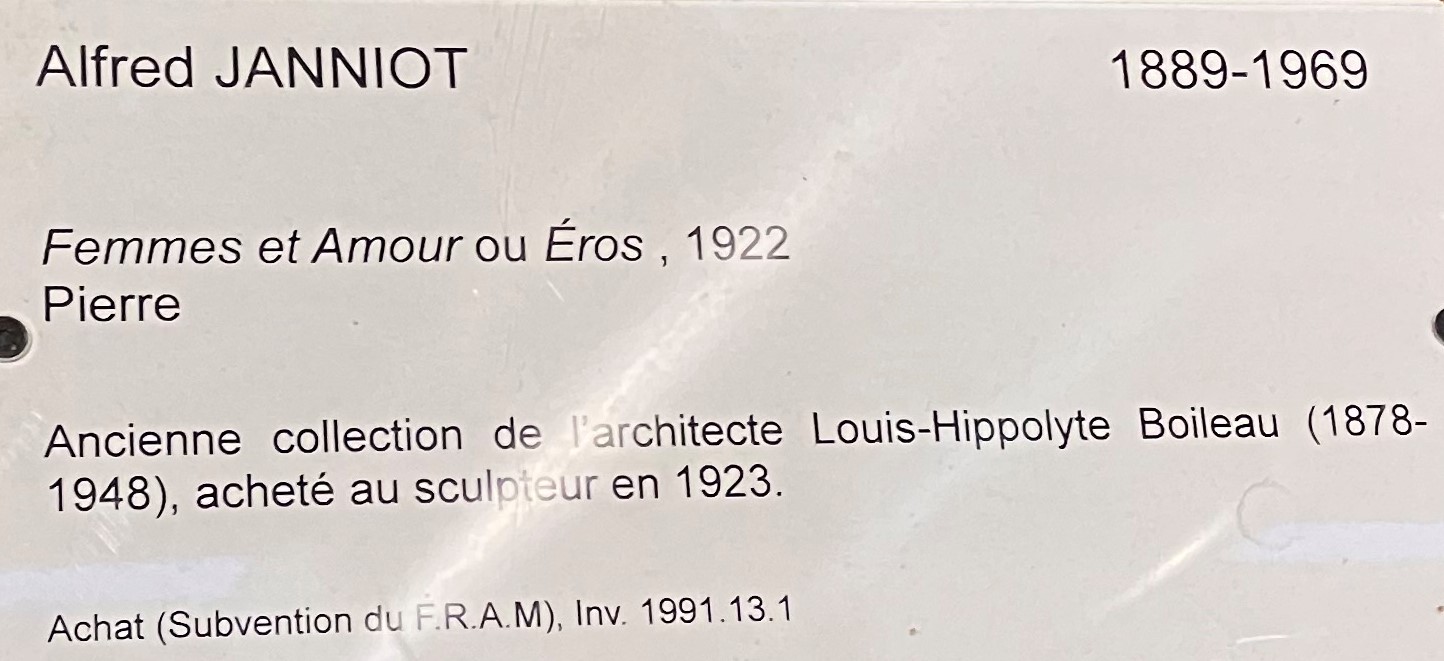 Alfred JANNIOT 1889-1969
Femmes et Amour ou Éros , 1922
Pierre
Ancienne collection de l'architecte Louis-Hippolyte Boileau (1878-
1948), acheté au sculpteur en 1923.
Achat (Subvention du F.R.A.M), Inv. 1991.13.1